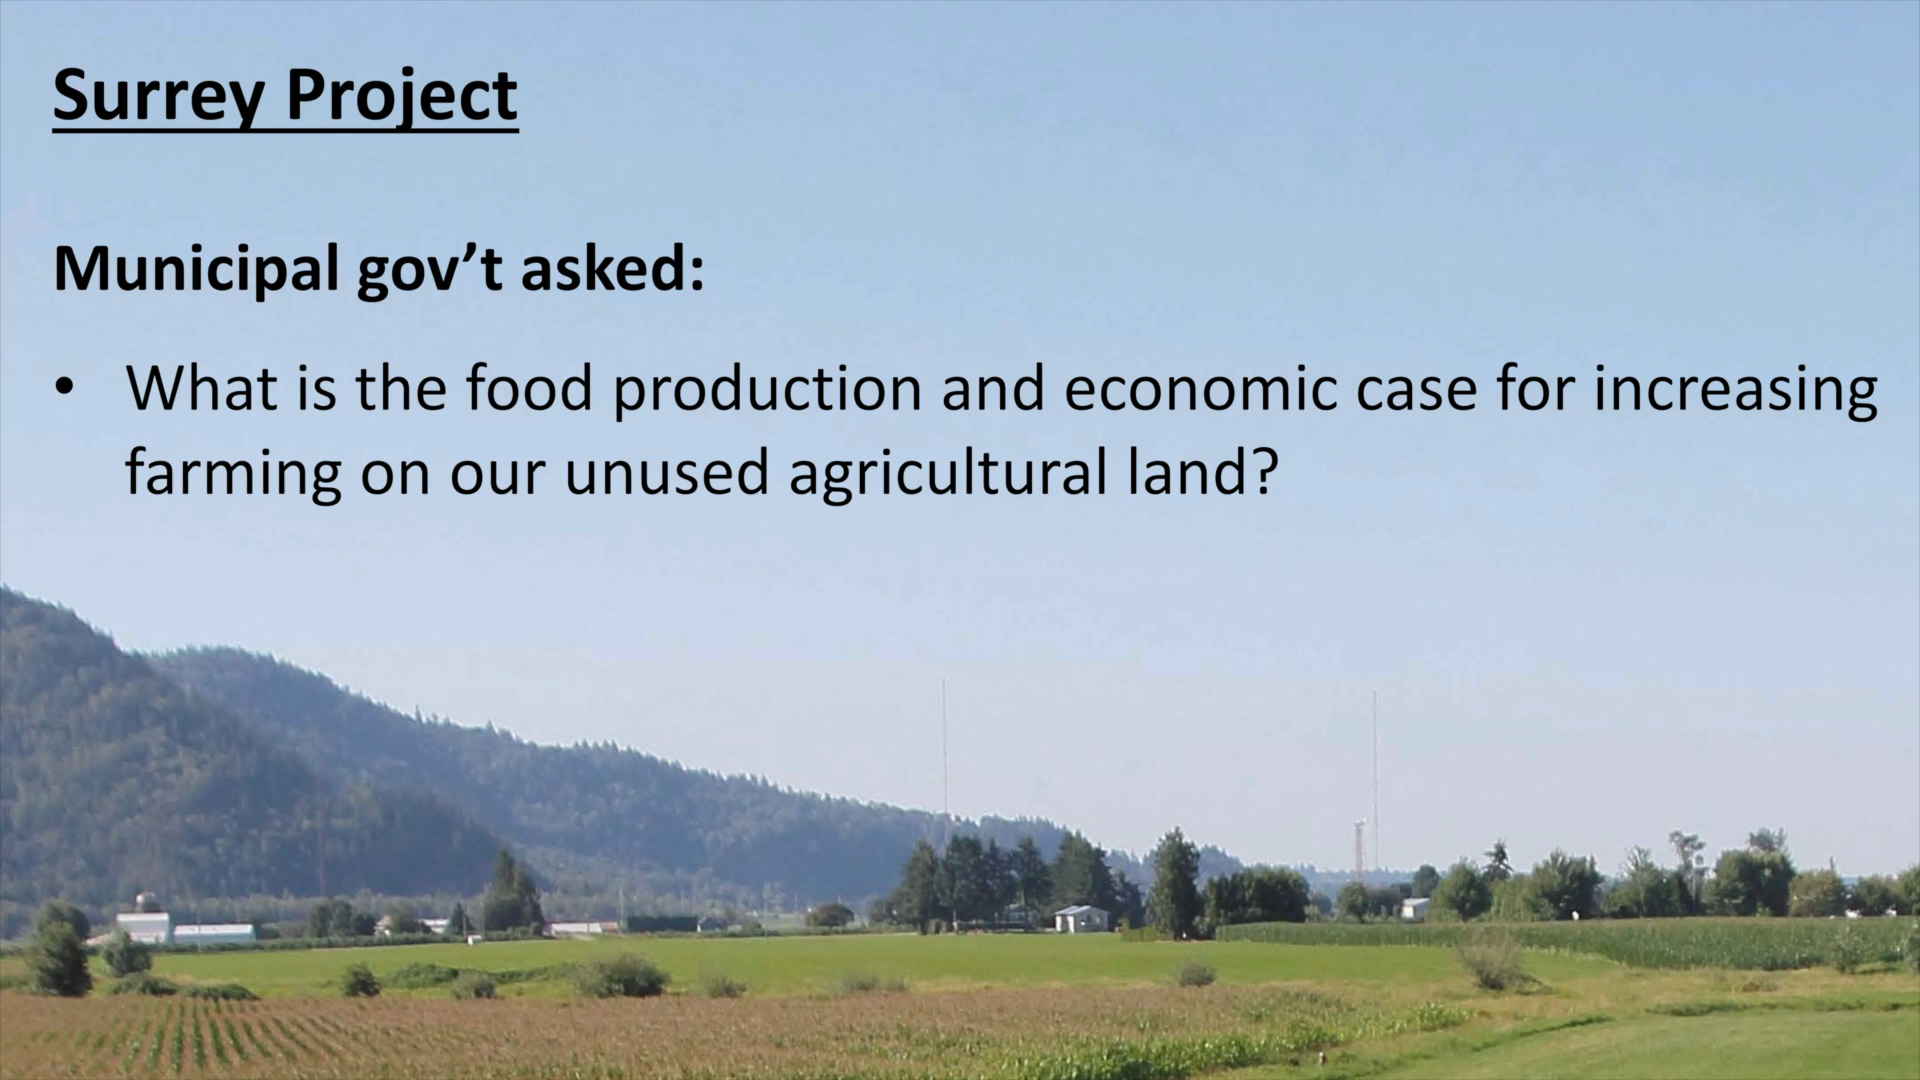 Surrey Project
Municipal gov’t asked:
• What is the food production and economic case for increasing
farming on our unused agricultural land?